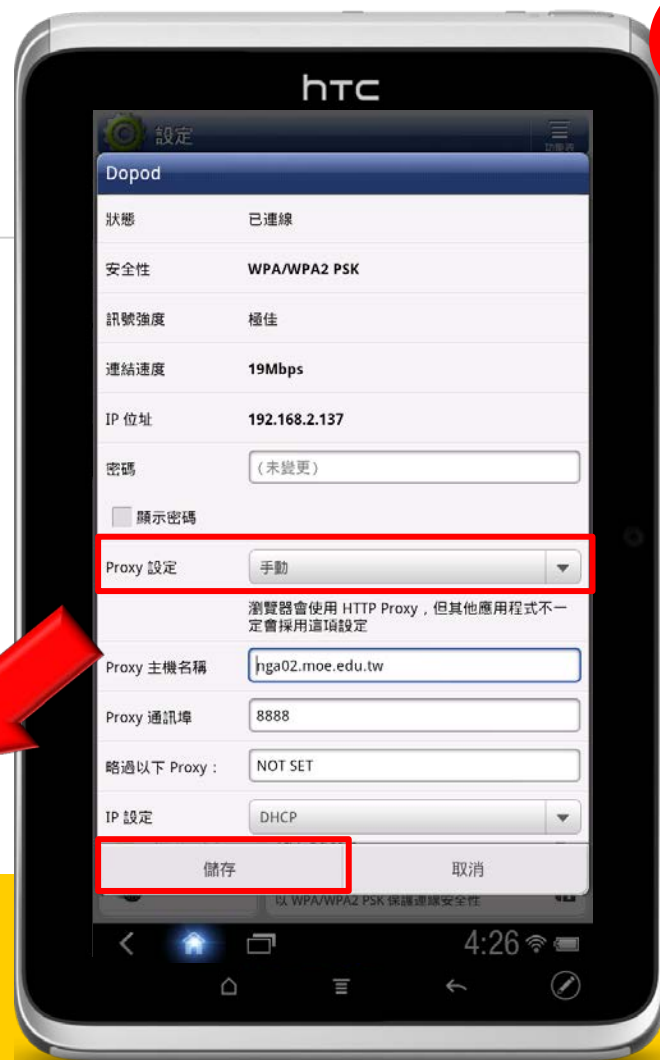 hTC
設定
功能表
Dopod
狀態 已連線
安全性 WPA/WPA2 PSK
訊號強度 極佳
連結速度 19Mbps
IP 位址 192.168.2.137
密碼 (未變更)
顯示密碼
Proxy 設定 手動
瀏覽器會使用 HTTP Proxy，但其他應用程式不一
定會採用這項設定
Proxy 主機名稱 nga02.moe.edu.tw
Proxy 通訊埠 8888
略過以下 Proxy： NOT SET
IP 設定 DHCP
儲存 取消
以 WPA/WPA2 PSK 保護連線安全性
4:26